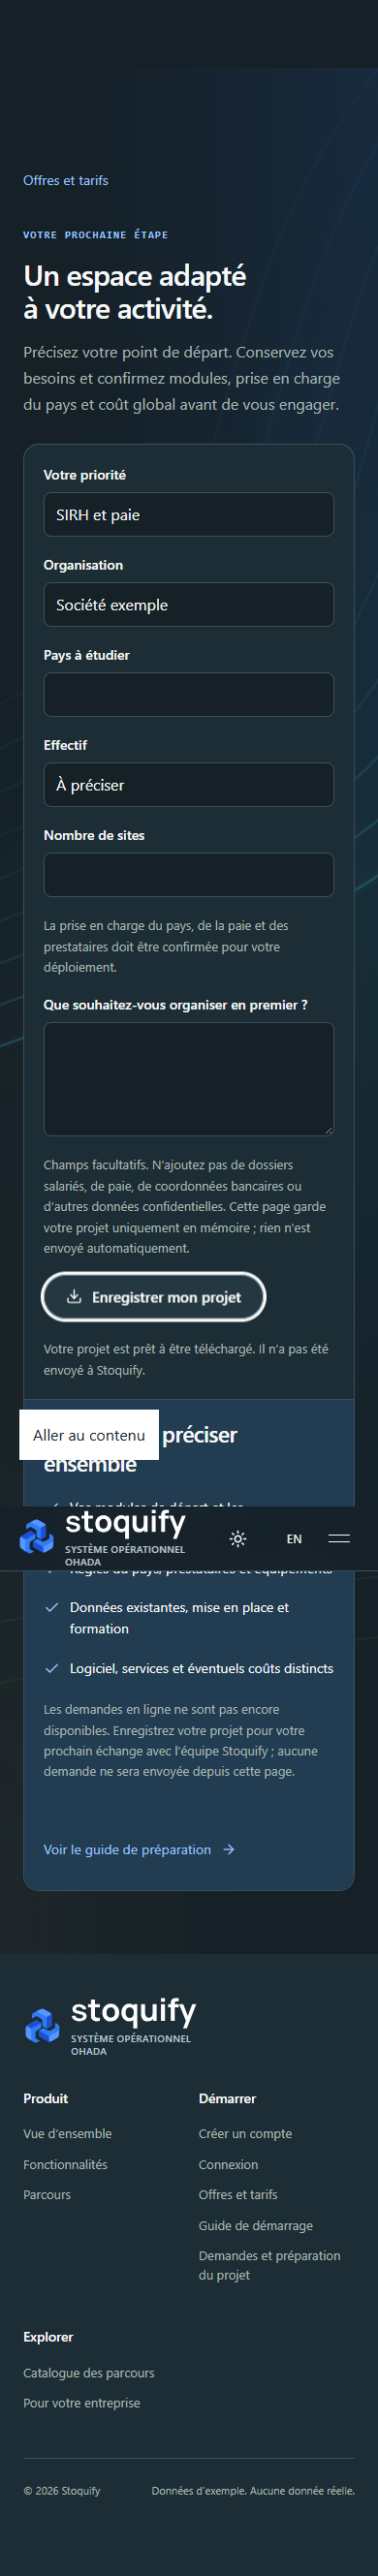 Offres et tarifs
VOTRE PROCHAINE ÉTAPE
Un espace adapté
à votre activité.
Précisez votre point de départ. Conservez vos
besoins et confirmez modules, prise en charge
du pays et coût global avant de vous engager.
Votre priorité
SIRH et paie
Organisation
Société exemple
Pays à étudier
Effectif
À préciser
Nombre de sites
La prise en charge du pays, de la paie et des
prestataires doit être confirmée pour votre
déploiement.
Que souhaitez-vous organiser en premier ?
Champs facultatifs. N’ajoutez pas de dossiers
salariés, de paie, de coordonnées bancaires ou
d’autres données confidentielles. Cette page garde
votre projet uniquement en mémoire ; rien n’est
envoyé automatiquement.
Enregistrer mon projet
Votre projet est prêt à être téléchargé. Il n’a pas été
envoyé à Stoquify.
Aller au contenu
préciser
ensemble
stoquify
SYSTÈME OPÉRATIONNEL
OHADA
EN
Données existantes, mise en place et
formation
Logiciel, services et éventuels coûts distincts
Les demandes en ligne ne sont pas encore
disponibles. Enregistrez votre projet pour votre
prochain échange avec l’équipe Stoquify ; aucune
demande ne sera envoyée depuis cette page.
Voir le guide de préparation
stoquify
SYSTÈME OPÉRATIONNEL
OHADA
Produit
Vue d’ensemble
Fonctionnalités
Parcours
Démarrer
Créer un compte
Connexion
Offres et tarifs
Guide de démarrage
Demandes et préparation
du projet
Explorer
Catalogue des parcours
Pour votre entreprise
© 2026 Stoquify
Données d’exemple. Aucune donnée réelle.